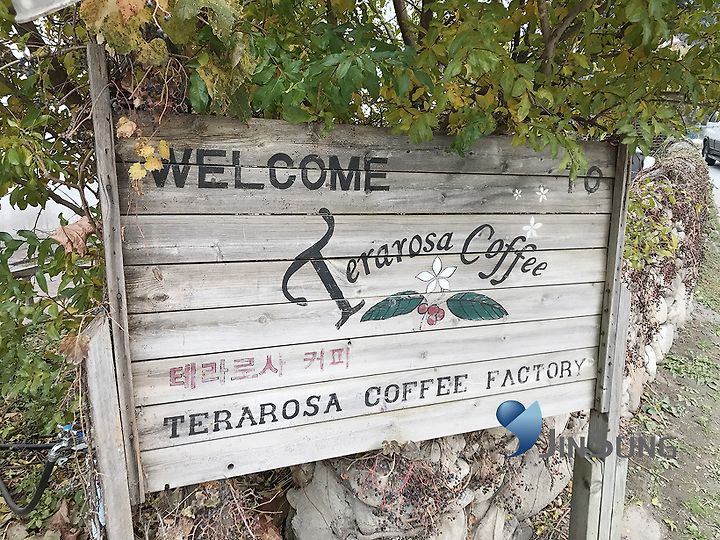 WELCOME TO
Terarosa Coffee
테라로사 커피
TERAROSA COFFEE FACTORY
JINSUNG